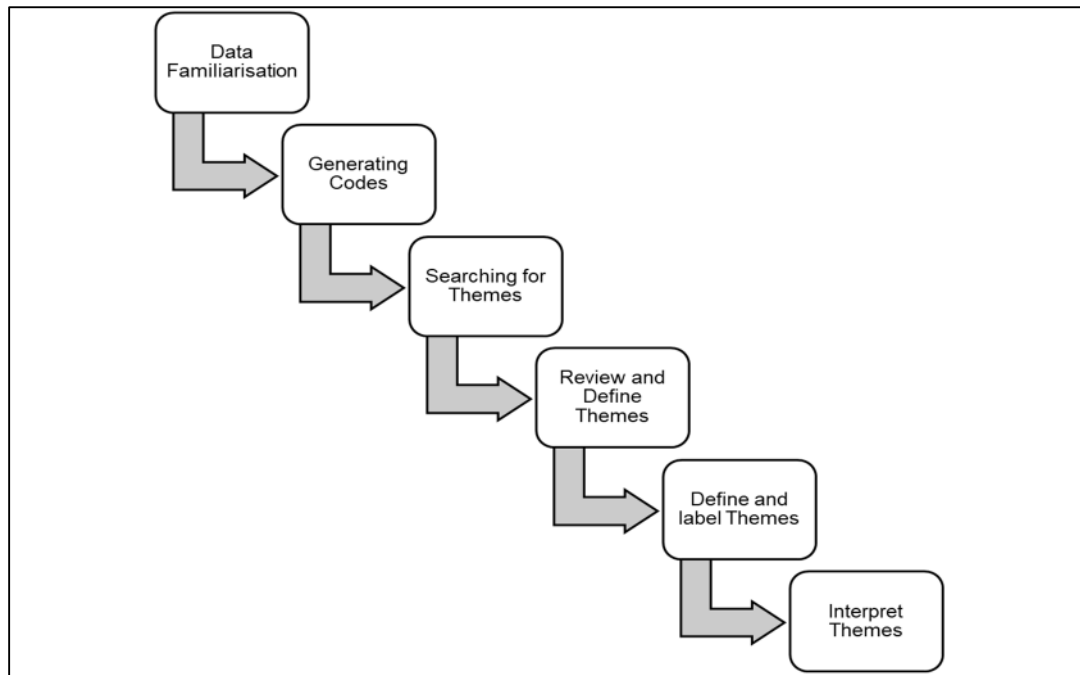 Data
Familiarisation
Generating
Codes
Searching for
Themes
Review and
Define
Themes
Define and
label Themes
Interpret
Themes